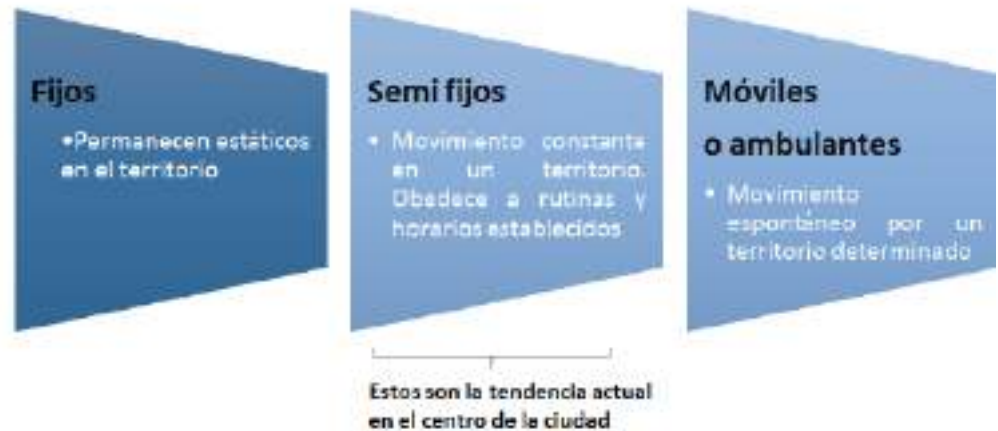 Fijos
•Permanecen estáticos
en el territorio
Semi fijos
• Movimiento constante
en un territorio.
Obedece a rutinas y
horarios establecidos
Móviles
o ambulantes
• Movimiento
espontáneo por un
territorio determinado
Estos son la tendencia actual
en el centro de la ciudad